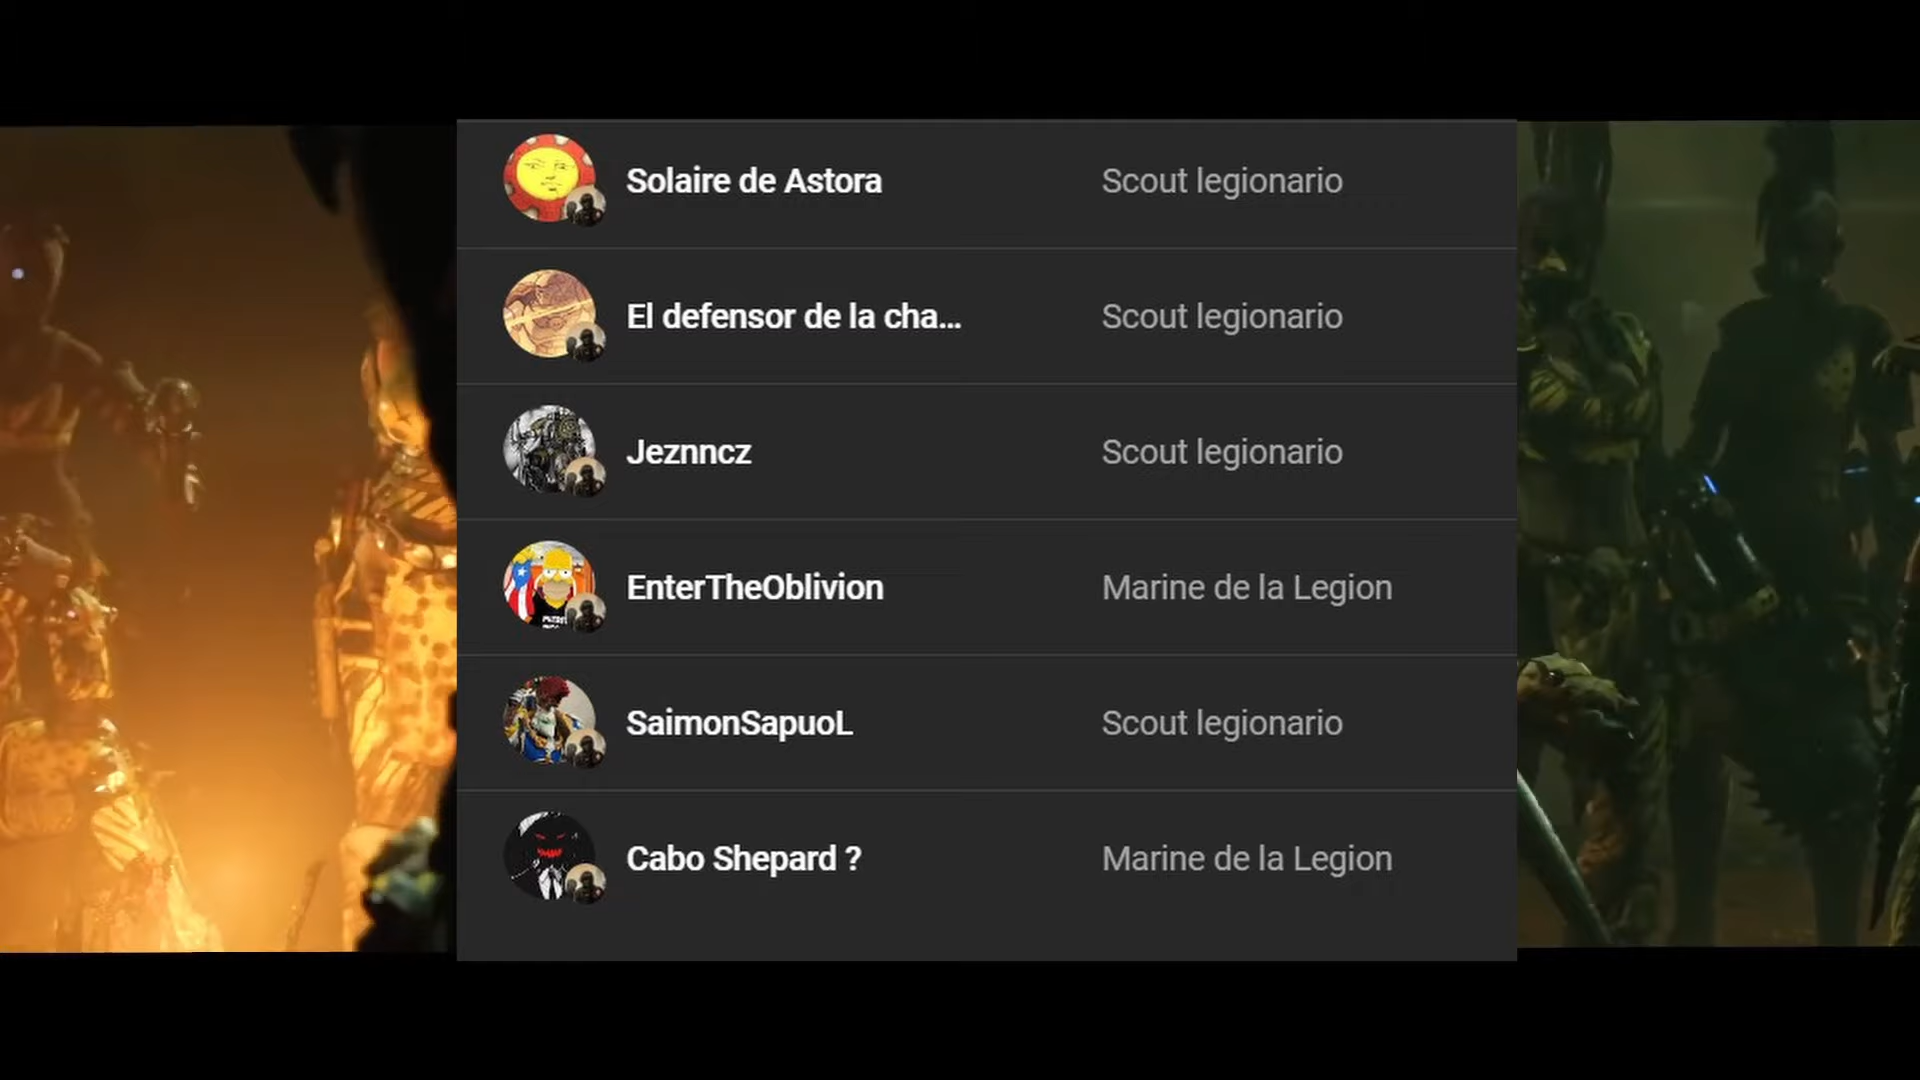 Solaire de Astora Scout legionario
El defensor de la cha... Scout legionario
Jeznncz Scout legionario
EnterTheOblivion Marine de la Legion
SaimonSapuoL Scout legionario
Cabo Shepard ? Marine de la Legion